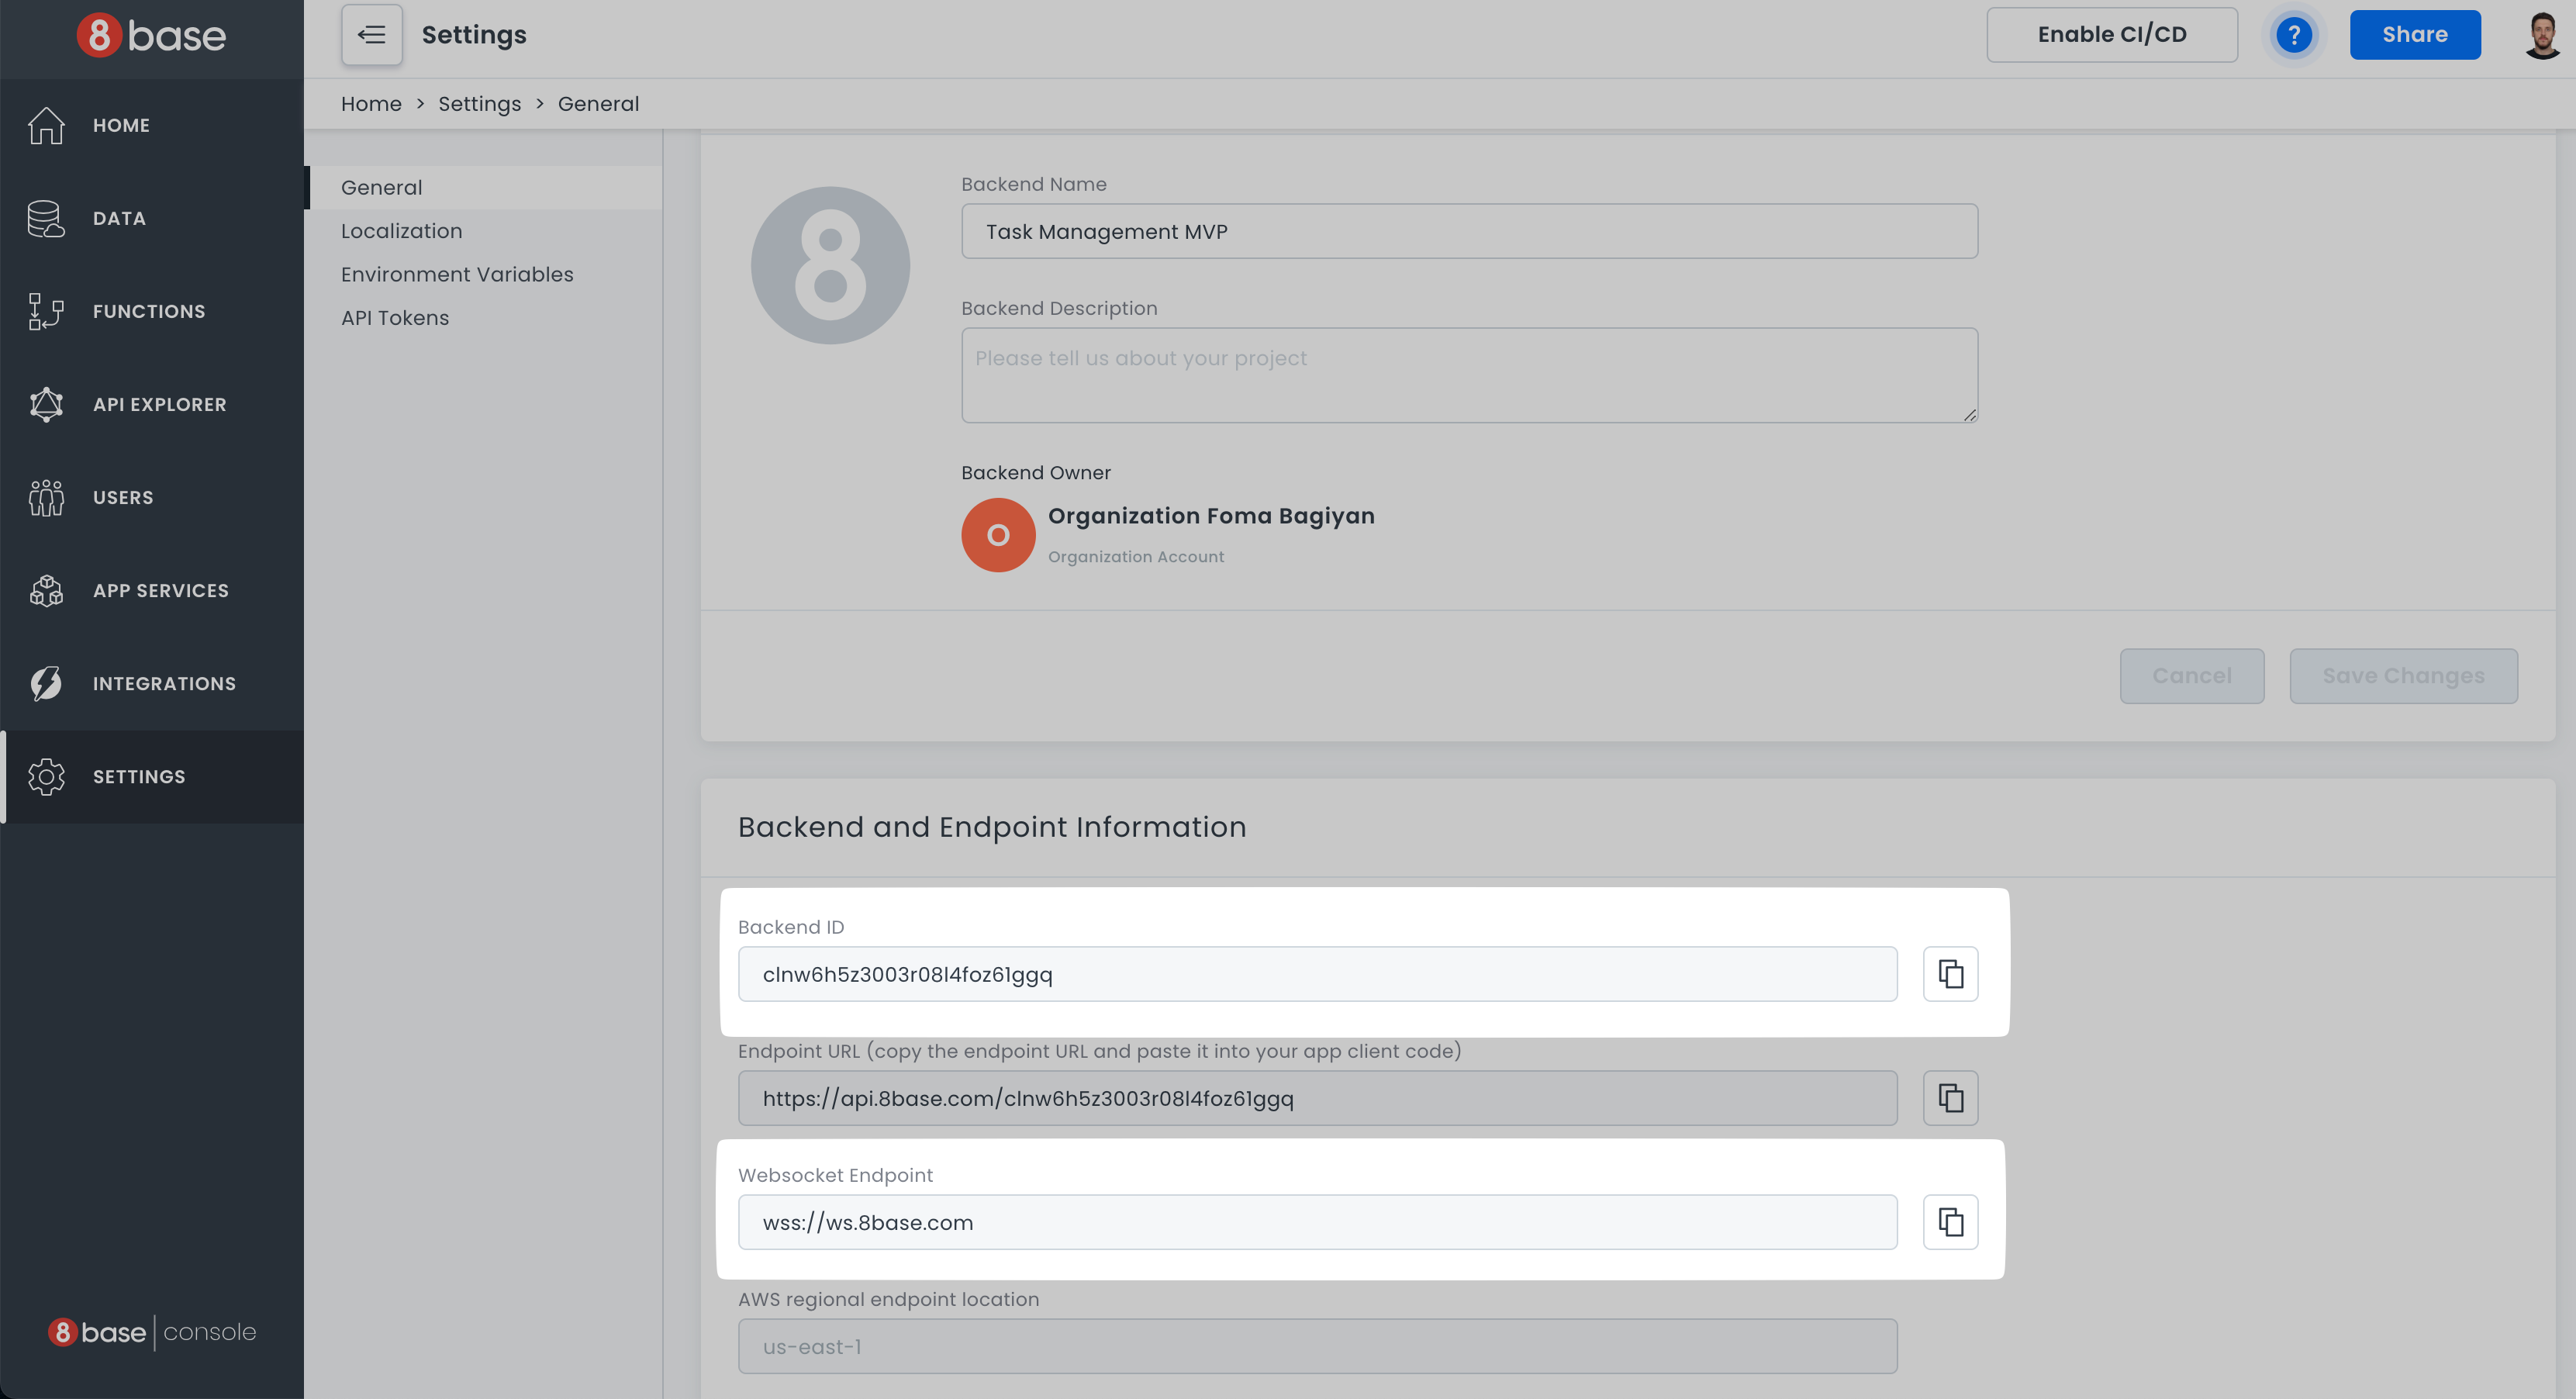 8base
Settings
Enable CI/CD
?
Share
Home > Settings > General
HOME
DATA
FUNCTIONS
API EXPLORER
USERS
APP SERVICES
INTEGRATIONS
SETTINGS
8base | console
General
Localization
Environment Variables
API Tokens
8
Backend Name
Task Management MVP
Backend Description
Please tell us about your project
Backend Owner
O
Organization Foma Bagiyan
Organization Account
Cancel
Save Changes
Backend and Endpoint Information
Backend ID
clnw6h5z3003r08l4foz61ggq
Endpoint URL (copy the endpoint URL and paste it into your app client code)
https://api.8base.com/clnw6h5z3003r08l4foz61ggq
Websocket Endpoint
wss://ws.8base.com
AWS regional endpoint location
us-east-1